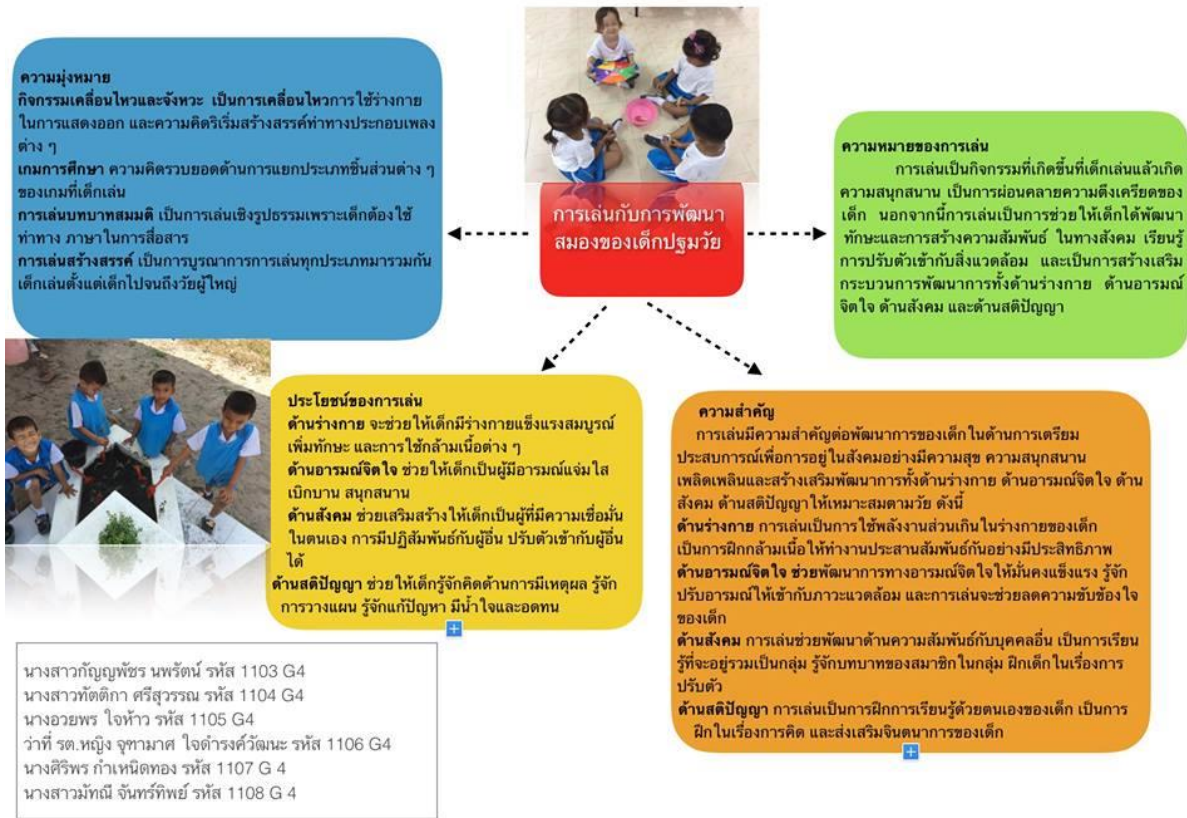 การเล่นกับการพัฒนา
สมองของเด็กปฐมวัย
ความมุ่งหมาย
กิจกรรมเคลื่อนไหวและจังหวะ เป็นการเคลื่อนไหวการใช้ร่างกาย
ในการแสดงออก และความคิดริเริ่มสร้างสรรค์ท่าทางประกอบเพลง
ต่าง ๆ
เกมการศึกษา ความคิดรวบยอดด้านการแยกประเภทชิ้นส่วนต่าง ๆ
ของเกมที่เด็กเล่น
การเล่นบทบาทสมมติ เป็นการเล่นเชิงรูปธรรมเพราะเด็กต้องใช้
ท่าทาง ภาษาในการสื่อสาร
การเล่นสร้างสรรค์ เป็นการบูรณาการการเล่นทุกประเภทมารวมกัน
เด็กเล่นตั้งแต่เด็กไปจนถึงวัยผู้ใหญ่
ความหมายของการเล่น
การเล่นเป็นกิจกรรมที่เกิดขึ้นที่เด็กเล่นแล้วเกิด
ความสนุกสนาน เป็นการผ่อนคลายความตึงเครียดของ
เด็ก นอกจากนี้การเล่นเป็นการช่วยให้เด็กได้พัฒนา
ทักษะและการสร้างความสัมพันธ์ ในทางสังคม เรียนรู้
การปรับตัวเข้ากับสิ่งแวดล้อม และเป็นการสร้างเสริม
กระบวนการพัฒนาการทั้งด้านร่างกาย ด้านอารมณ์
จิตใจ ด้านสังคม และด้านสติปัญญา
ประโยชน์ของการเล่น
ด้านร่างกาย จะช่วยให้เด็กมีร่างกายแข็งแรงสมบูรณ์
เพิ่มทักษะ และการใช้กล้ามเนื้อต่าง ๆ
ด้านอารมณ์จิตใจ ช่วยให้เด็กเป็นผู้มีอารมณ์แจ่มใส
เบิกบาน สนุกสนาน
ด้านสังคม ช่วยเสริมสร้างให้เด็กเป็นผู้ที่มีความเชื่อมั่น
ในตนเอง การมีปฏิสัมพันธ์กับผู้อื่น ปรับตัวเข้ากับผู้อื่น
ได้
ด้านสติปัญญา ช่วยให้เด็กรู้จักคิดด้านการมีเหตุผล รู้จัก
การวางแผน รู้จักแก้ปัญหา มีน้ำใจและอดทน
ความสำคัญ
การเล่นมีความสำคัญต่อพัฒนาการของเด็กในด้านการเตรียม
ประสบการณ์เพื่อการอยู่ในสังคมอย่างมีความสุข ความสนุกสนาน
เพลิดเพลินและสร้างเสริมพัฒนาการทั้งด้านร่างกาย ด้านอารมณ์จิตใจ ด้าน
สังคม ด้านสติปัญญาให้เหมาะสมตามวัย ดังนี้
ด้านร่างกาย การเล่นเป็นการใช้พลังงานส่วนเกินในร่างกายของเด็ก
เป็นการฝึกกล้ามเนื้อให้ทำงานประสานสัมพันธ์กันอย่างมีประสิทธิภาพ
ด้านอารมณ์จิตใจ ช่วยพัฒนาการทางอารมณ์จิตใจให้มั่นคงแข็งแรง รู้จัก
ปรับอารมณ์ให้เข้ากับภาวะแวดล้อม และการเล่นจะช่วยลดความขับข้องใจ
ของเด็ก
ด้านสังคม การเล่นช่วยพัฒนาด้านความสัมพันธ์กับบุคคลอื่น เป็นการเรียน
รู้ที่จะอยู่รวมเป็นกลุ่ม รู้จักบทบาทของสมาชิกในกลุ่ม ฝึกเด็กในเรื่องการ
ปรับตัว
ด้านสติปัญญา การเล่นเป็นการฝึกการเรียนรู้ด้วยตนเองของเด็ก เป็นการ
ฝึกในเรื่องการคิด และส่งเสริมจินตนาการของเด็ก
นางสาวกัญญพัชร นพรัตน์ รหัส 1103 G4
นางสาวทัตติกา ศรีสุวรรณ รหัส 1104 G4
นางอวยพร ใจห้าว รหัส 1105 G4
ว่าที่ รต.หญิง จุฑามาศ ใจดำรงค์วัฒนะ รหัส 1106 G4
นางศิริพร กำเหนิดทอง รหัส 1107 G 4
นางสาวมัทณี จันทร์ทิพย์ รหัส 1108 G 4